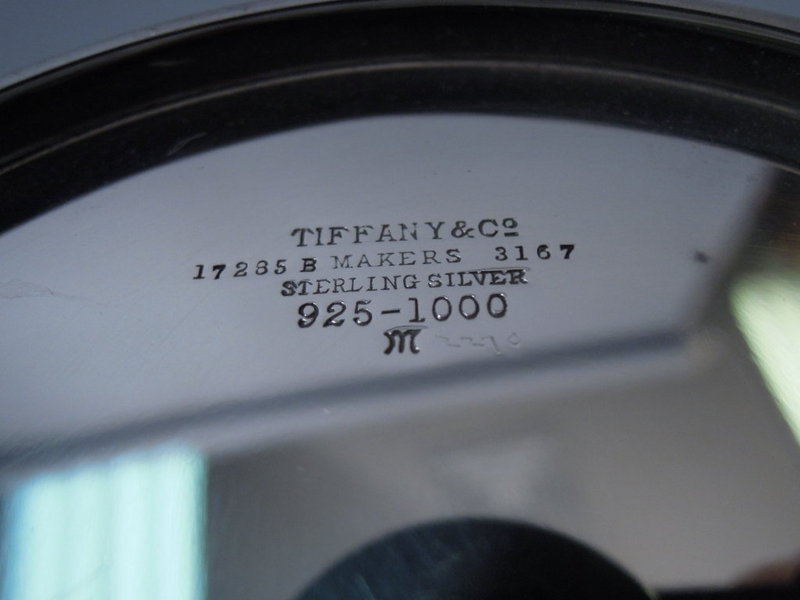 TIFFANY & Cº
17285 B MAKERS 3167
STERLING SILVER
925-1000
m